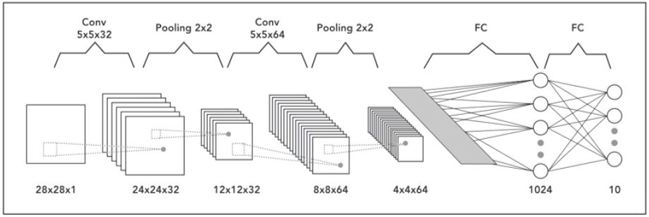 Conv
5x5x32
Pooling 2x2
Conv
5x5x64
Pooling 2x2
FC
FC
28x28x1
24x24x32
12x12x32
8x8x64
4x4x64
1024
10